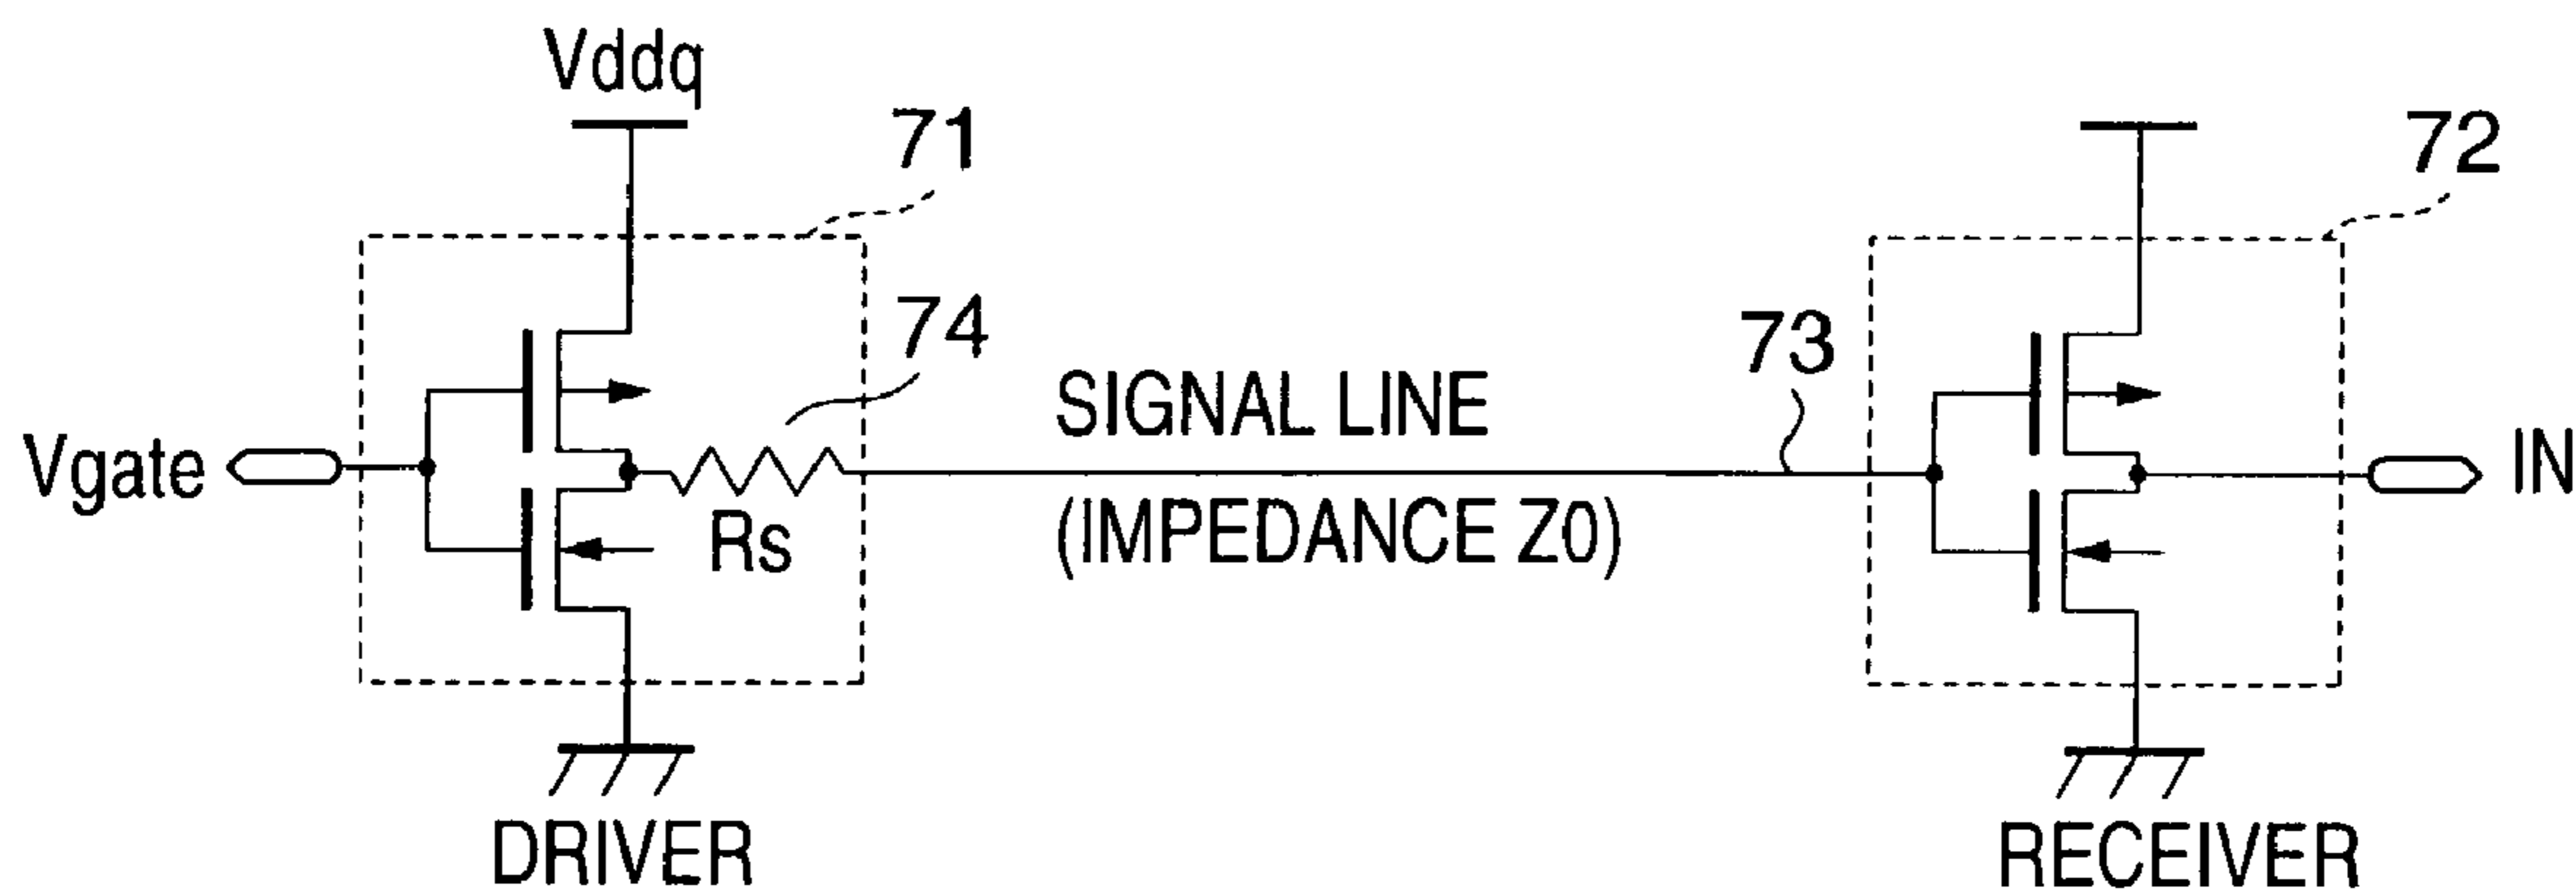 Vddq
71
72
74
73
SIGNAL LINE
Vgate
IN
Rs
(IMPEDANCE Z0)
DRIVER
RECEIVER